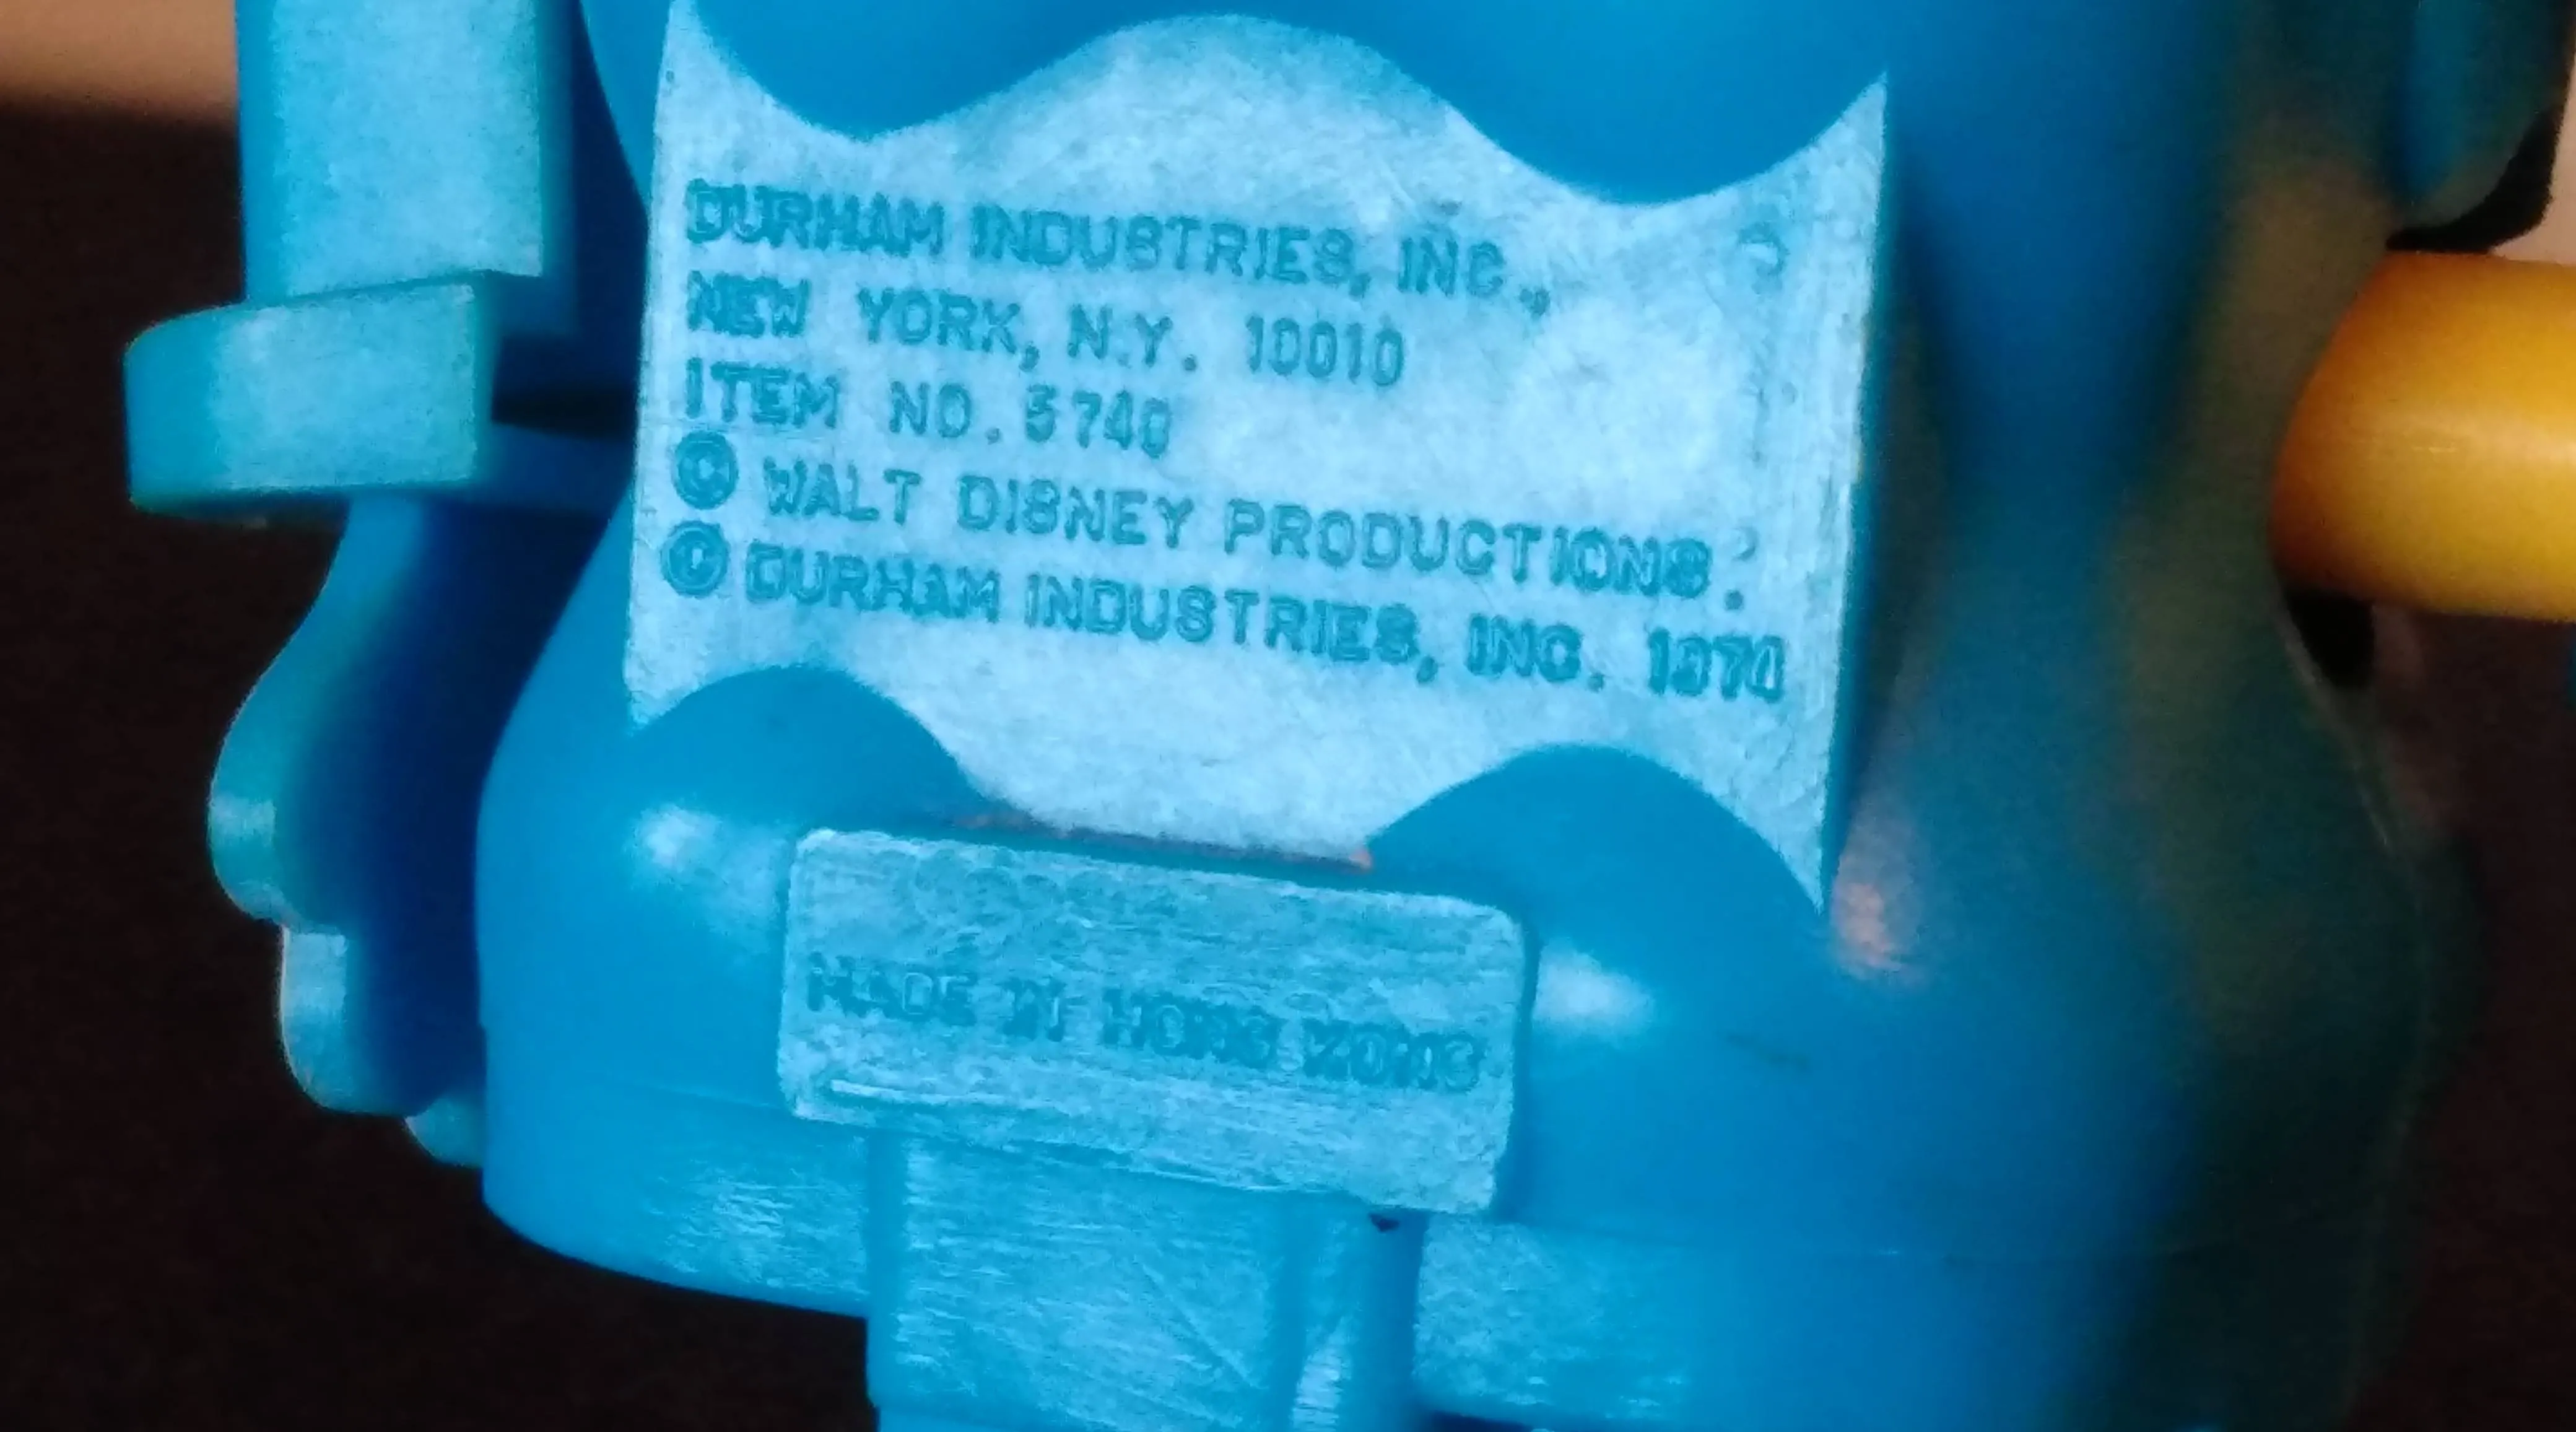 DURHAM INDUSTRIES, INC.,
NEW YORK, N.Y. 10010
ITEM NO. 5740
© WALT DISNEY PRODUCTIONS.
© DURHAM INDUSTRIES, INC. 1970
MADE IN HONG KONG